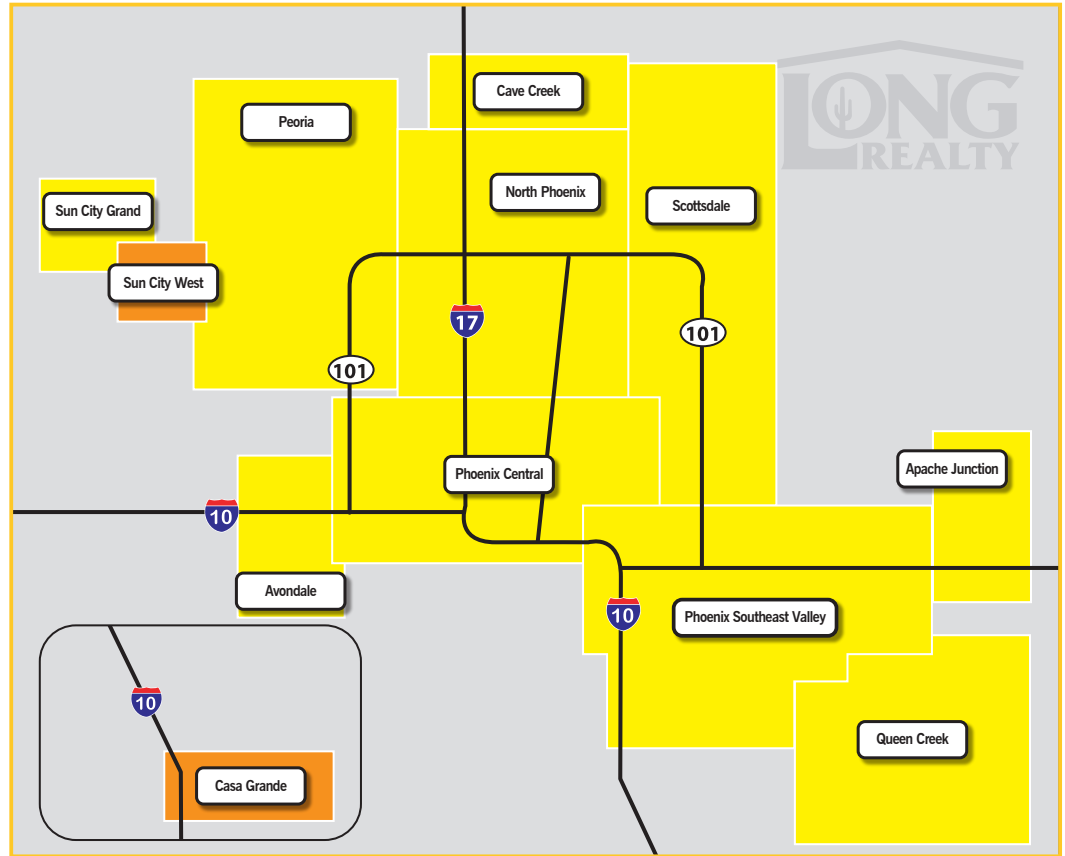 LONG
REALTY
Cave Creek
Peoria
North Phoenix
Scottsdale
Sun City Grand
Sun City West
17
101
101
Phoenix Central
Apache Junction
10
Avondale
10
Phoenix Southeast Valley
10
Queen Creek
Casa Grande